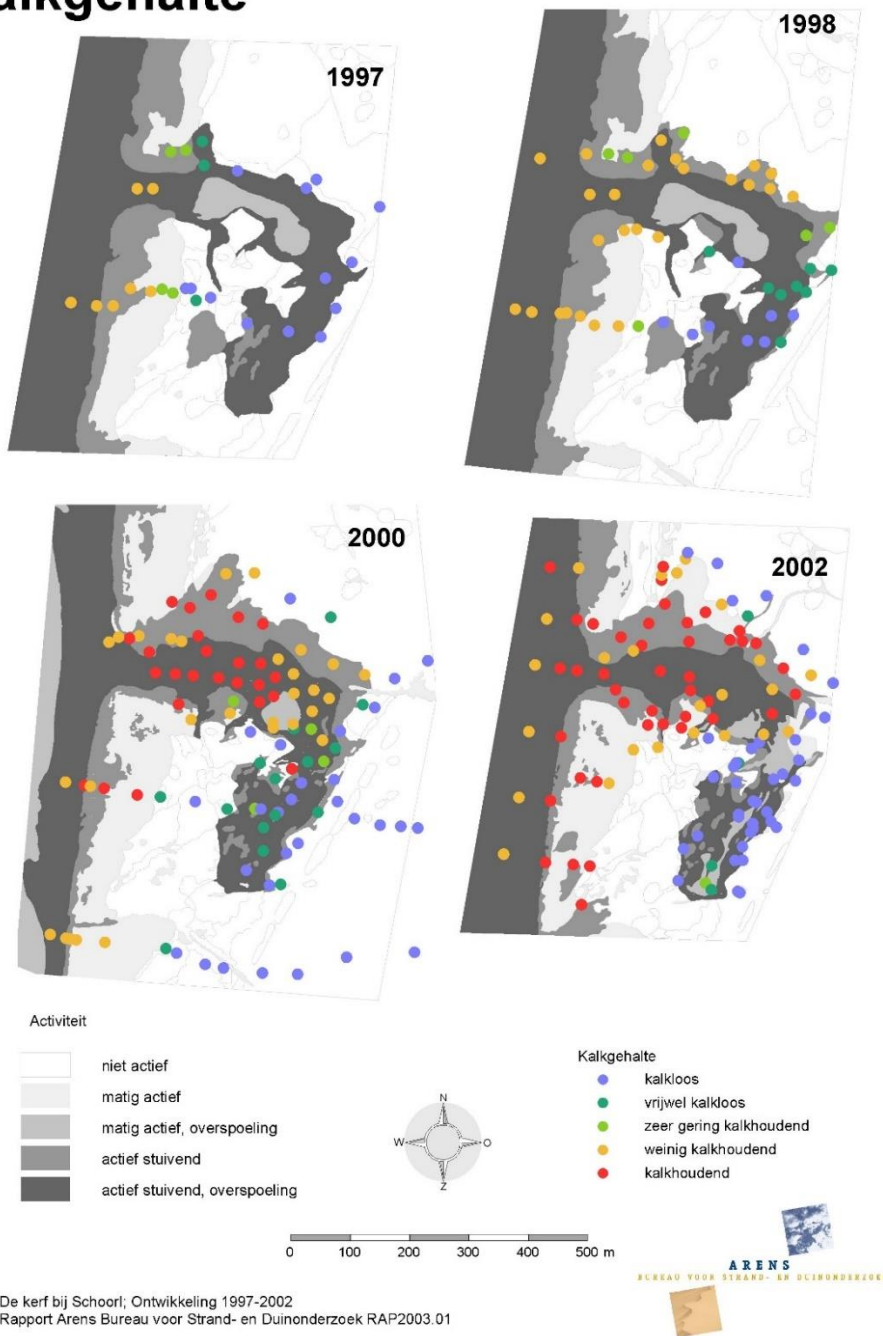 alkgehalte
1997
1998
2000
2002
Activiteit
niet actief
matig actief
matig actief, overspoeling
actief stuivend
actief stuivend, overspoeling
N
W
O
Z
Kalkgehalte
kalkloos
vrijwel kalkloos
zeer gering kalkhoudend
weinig kalkhoudend
kalkhoudend
0 100 200 300 400 500 m
ARENS
BUREAU VOOR STRAND- EN DUINONDERZOEK
De kerf bij Schoorl; Ontwikkeling 1997-2002
Rapport Arens Bureau voor Strand- en Duinonderzoek RAP2003.01